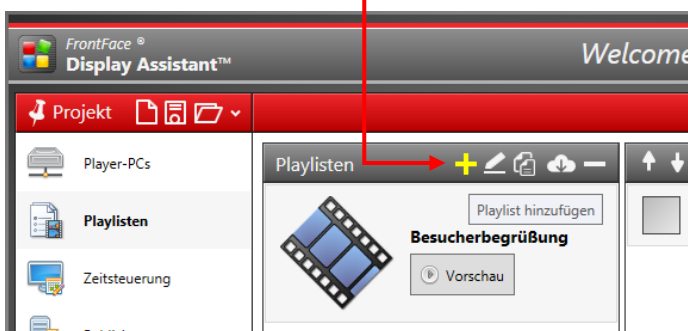 FrontFace ®
Display Assistant™
Welcome
Projekt
Player-PCs
Playlisten
Zeitsteuerung
Playlisten
Playlist hinzufügen
Besucherbegrüßung
Vorschau